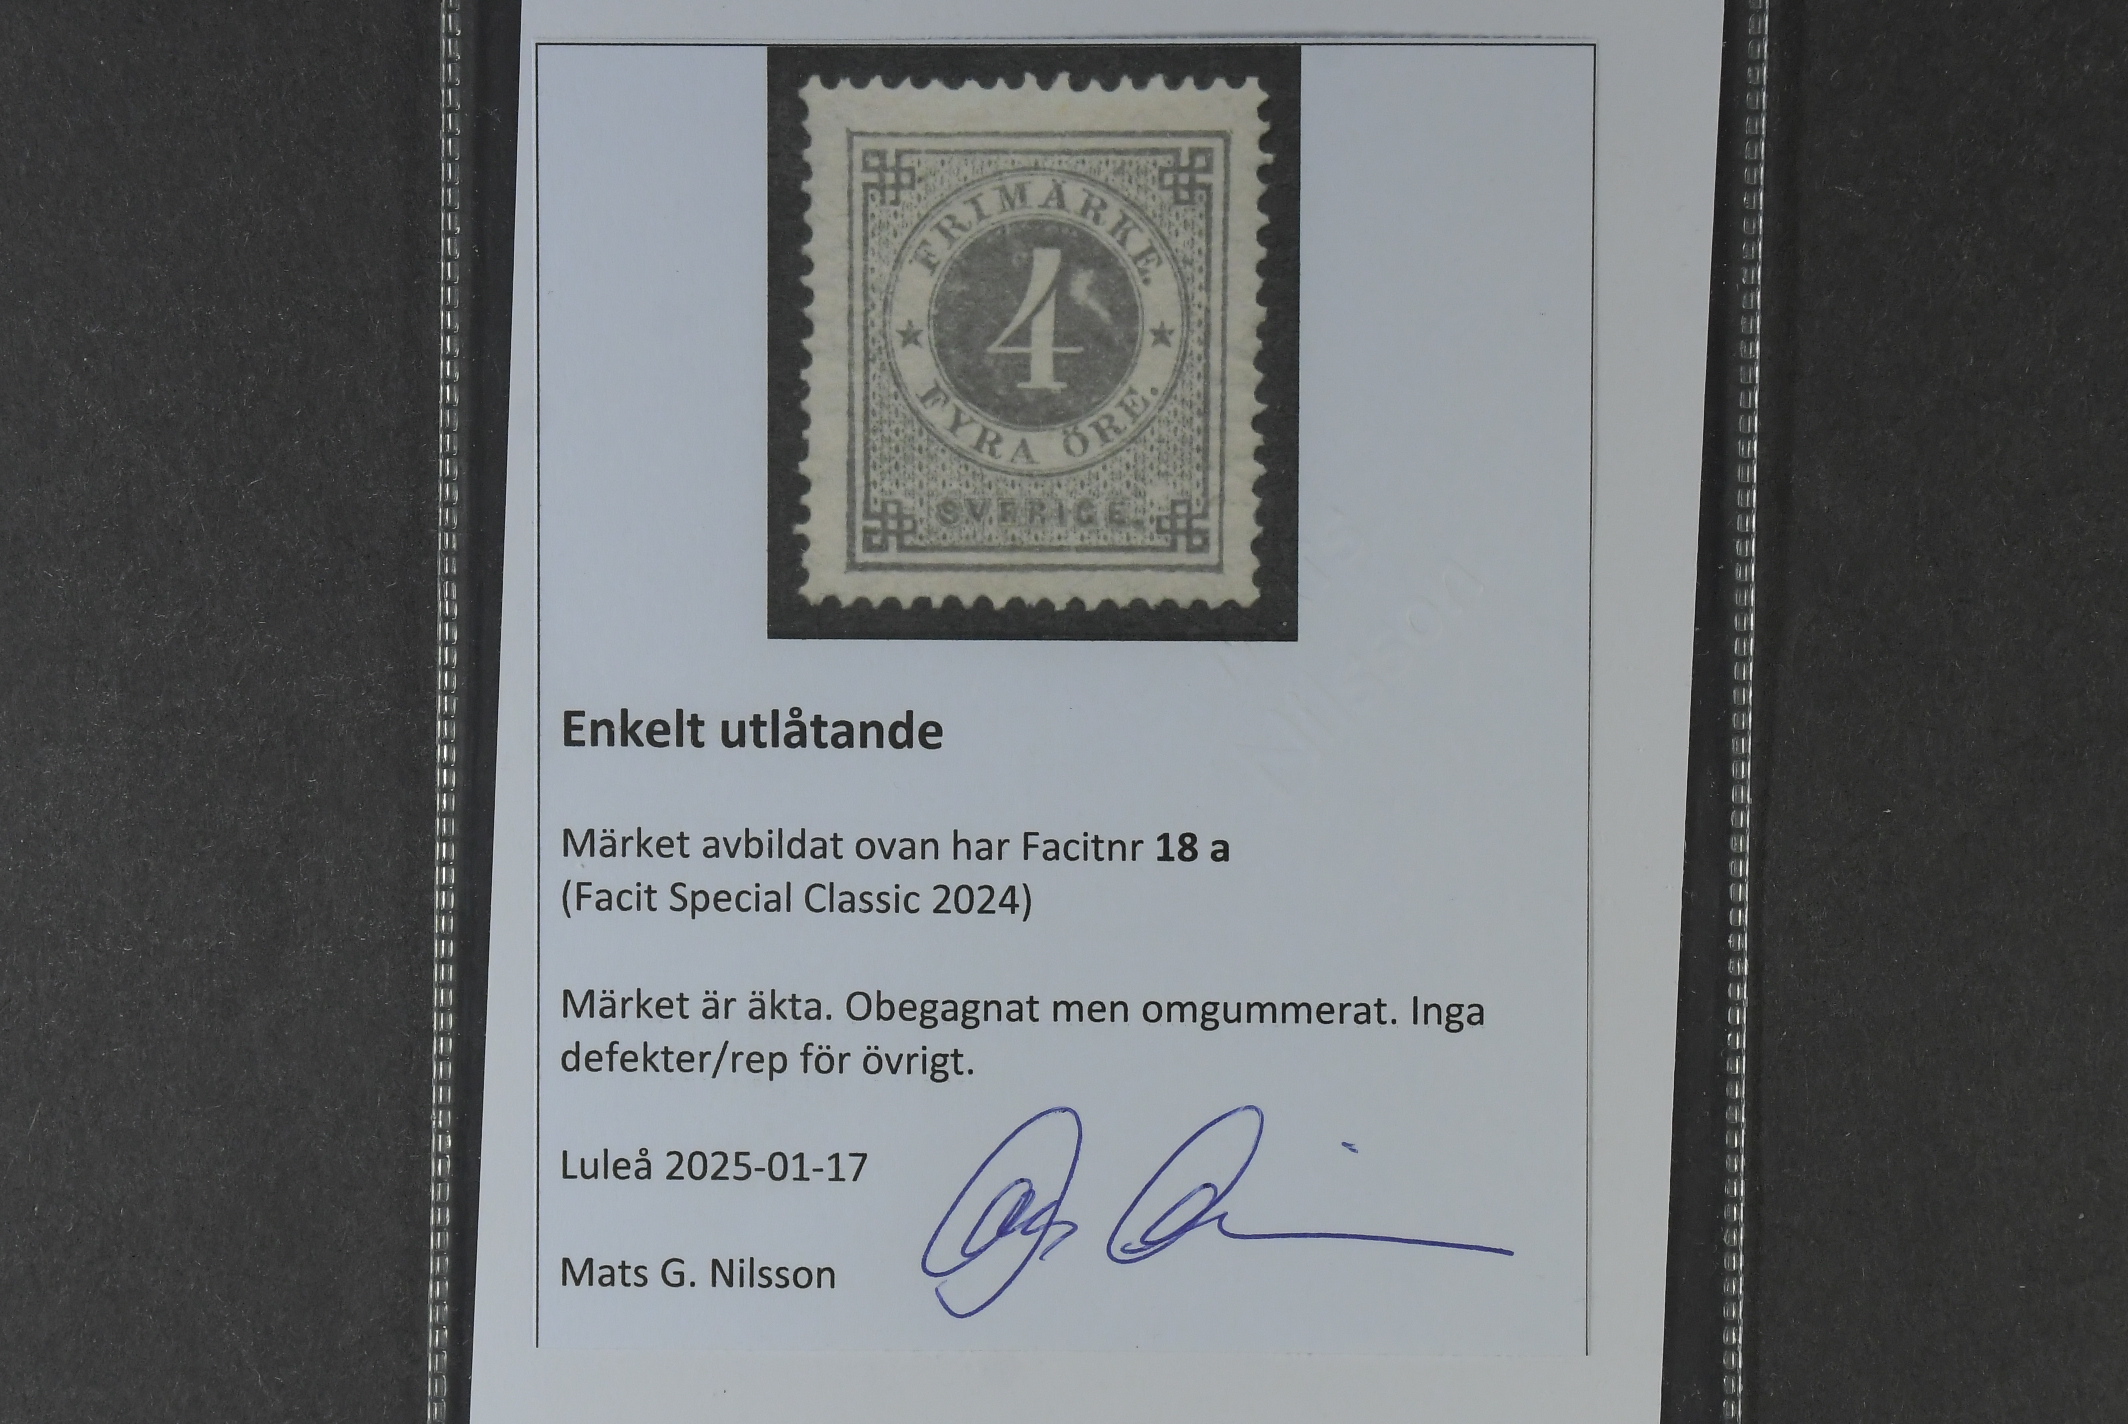 FRIMÄRKE.
4
FYRA ÖRE.
SVERIGE.
Nilsson
Enkelt utlåtande
Märket avbildat ovan har Facitnr 18 a
(Facit Special Classic 2024)
Märket är äkta. Obegagnat men omgummerat. Inga
defekter/rep för övrigt.
Luleå 2025-01-17
Mats G. Nilsson